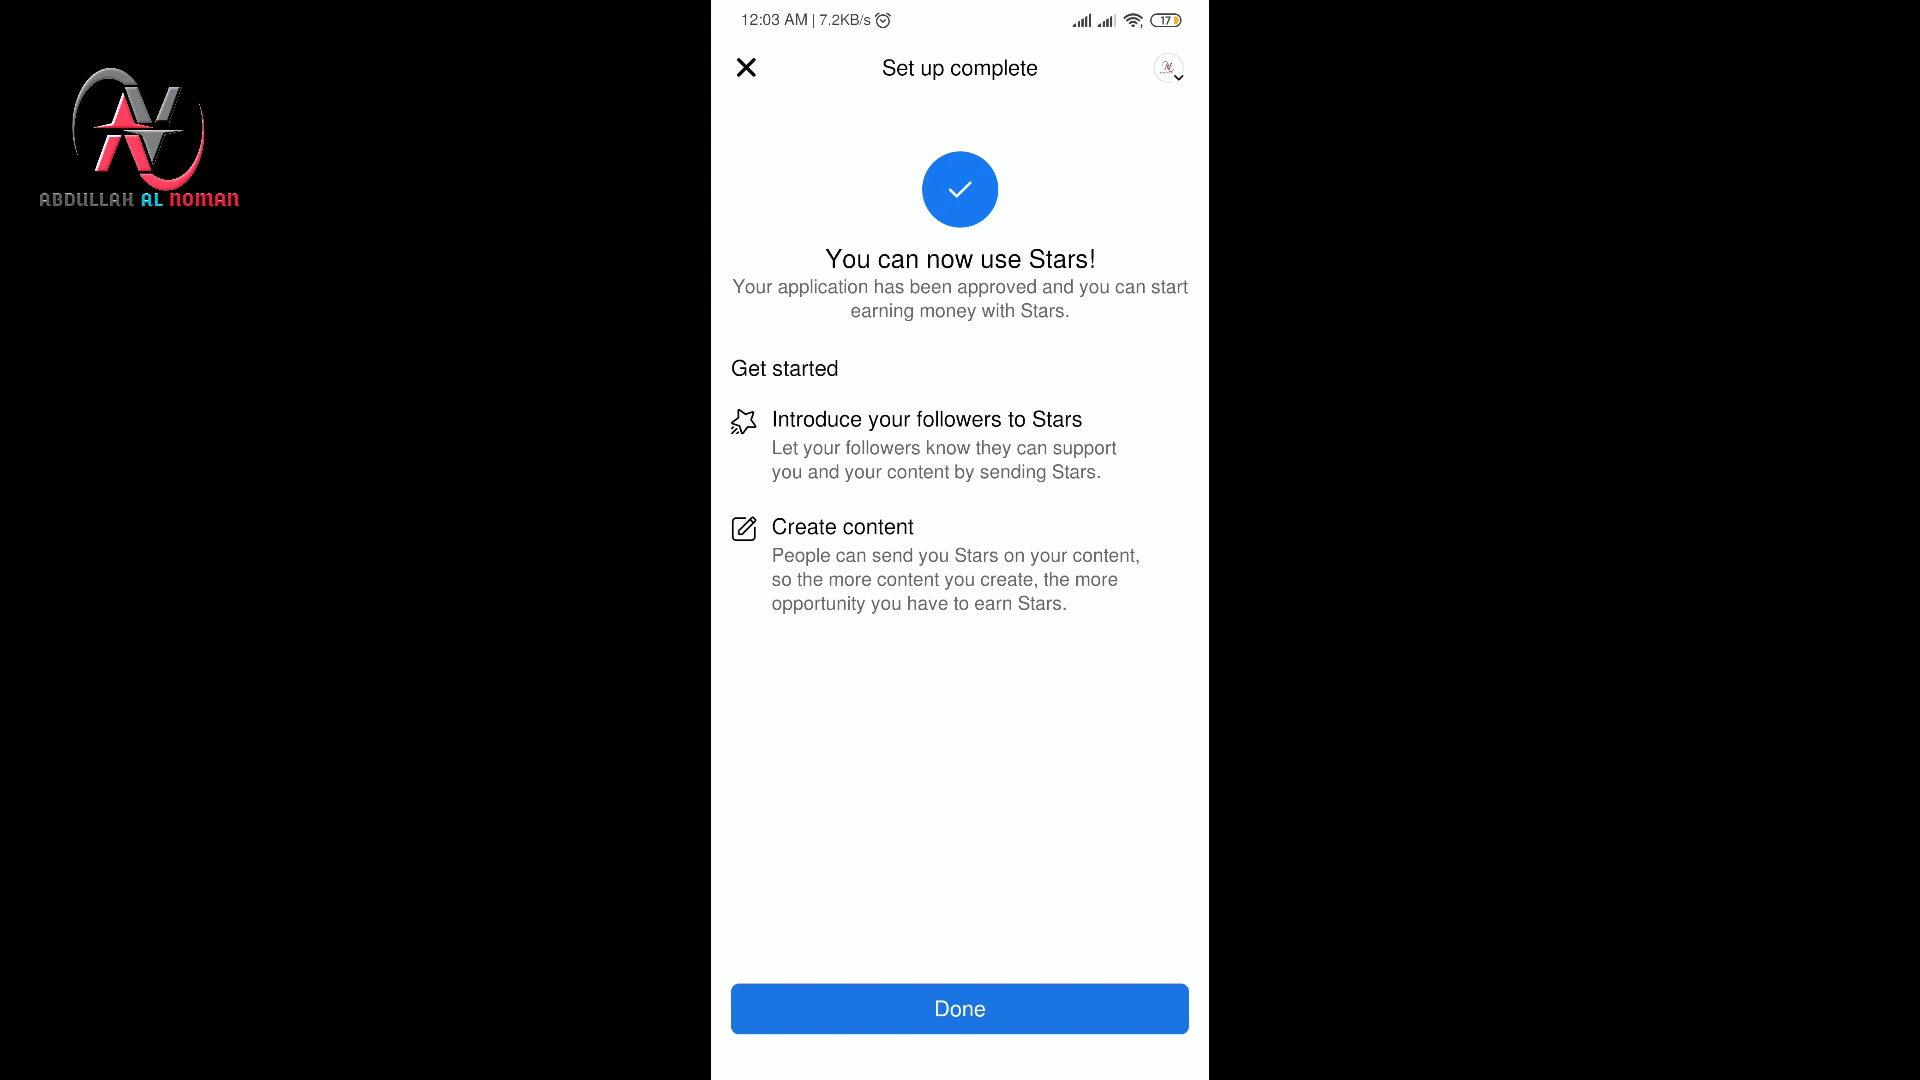 12:03 AM | 7.2KB/s
17
Set up complete
ABDULLAH AL NOMAN
You can now use Stars!
Your application has been approved and you can start
earning money with Stars.
Get started
Introduce your followers to Stars
Let your followers know they can support
you and your content by sending Stars.
Create content
People can send you Stars on your content,
so the more content you create, the more
opportunity you have to earn Stars.
Done